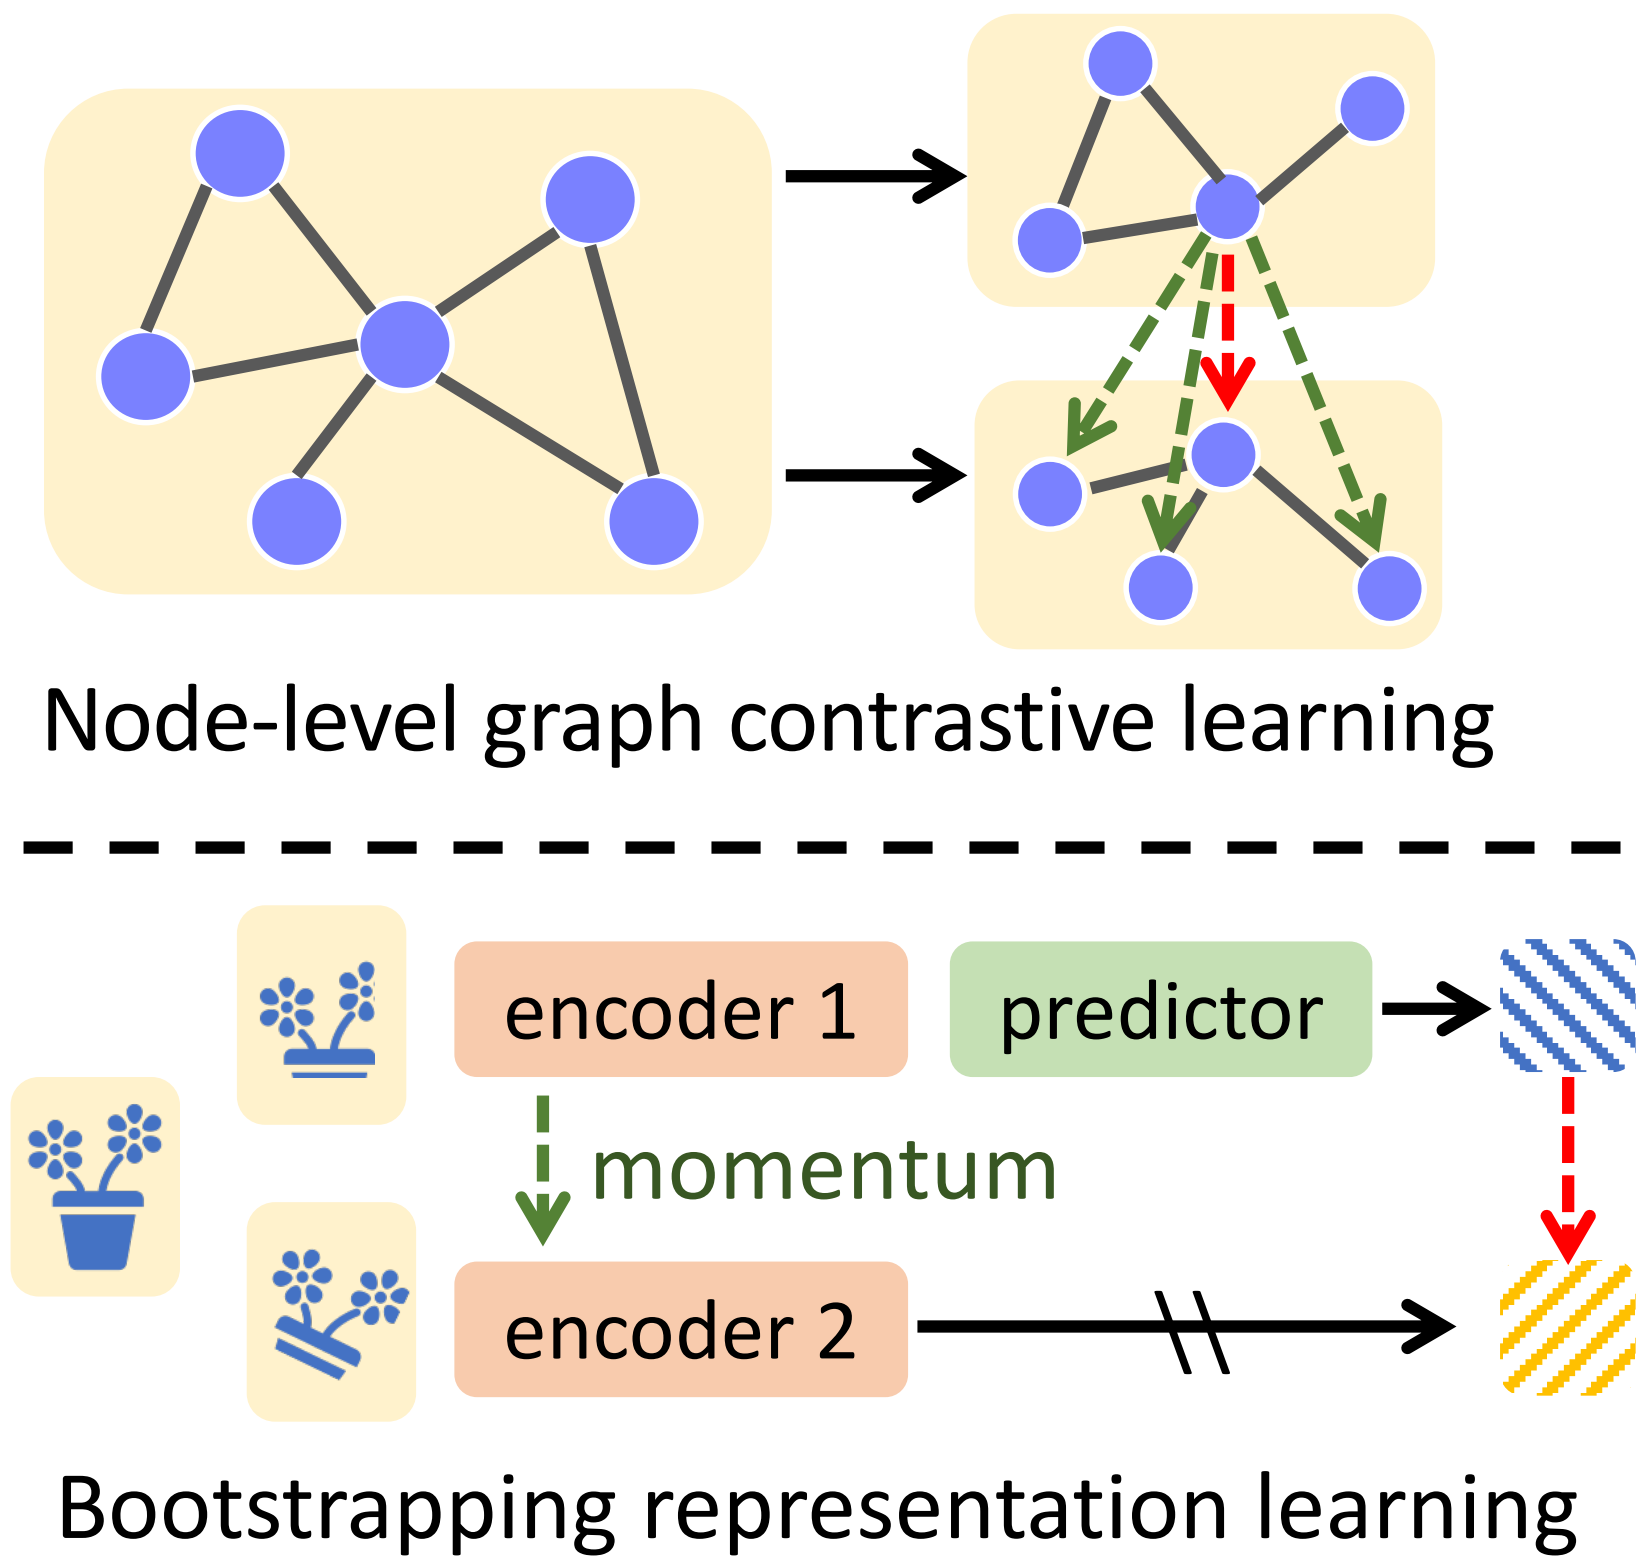 Node-level graph contrastive learning
encoder 1
predictor
momentum
encoder 2
Bootstrapping representation learning